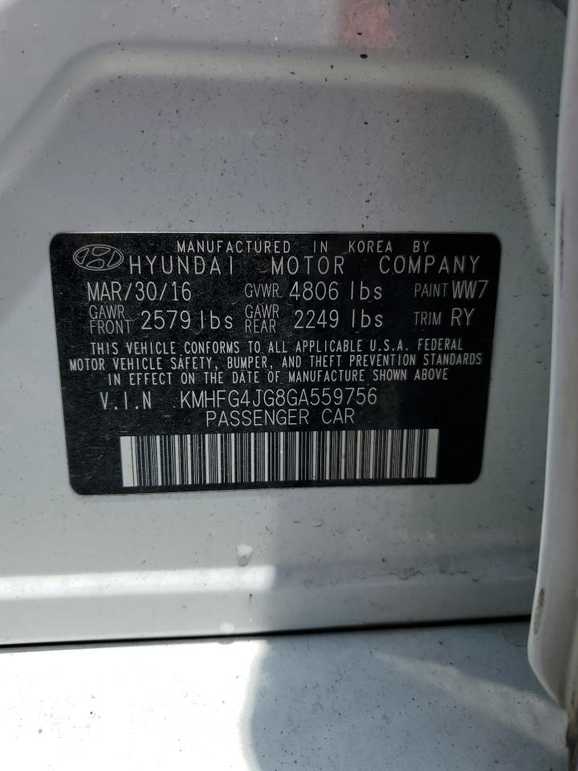 MANUFACTURED IN KOREA BY
HYUNDAI MOTOR COMPANY
MAR/30/16 GVWR 4806 lbs PAINT WW7
GAWR FRONT 2579 lbs GAWR REAR 2249 lbs TRIM RY
THIS VEHICLE CONFORMS TO ALL APPLICABLE U.S.A. FEDERAL
MOTOR VEHICLE SAFETY, BUMPER, AND THEFT PREVENTION STANDARDS
IN EFFECT ON THE DATE OF MANUFACTURE SHOWN ABOVE
V.I.N KMHFG4JG8GA559756
PASSENGER CAR